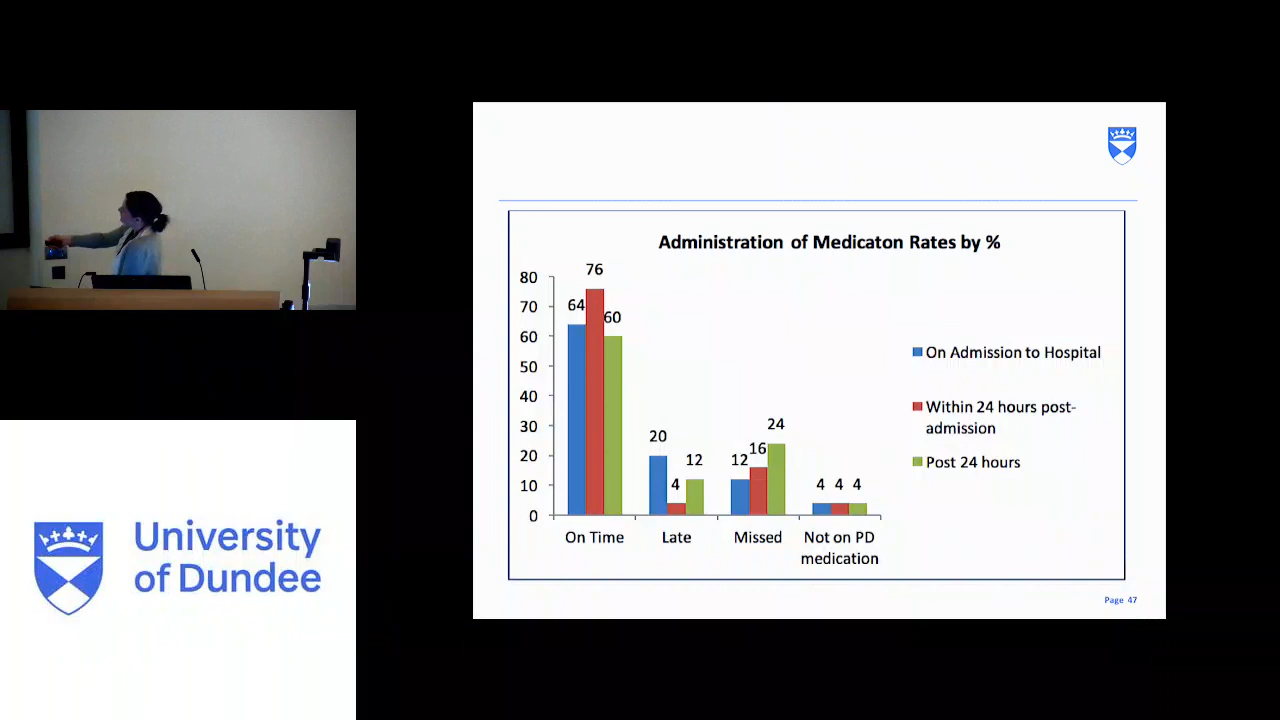 Administration of Medicaton Rates by %
80
70
60
50
40
30
20
10
0
64
76
60
20
4
12
12
16
24
4
4
4
On Time
Late
Missed
Not on PD
medication
On Admission to Hospital
Within 24 hours post-
admission
Post 24 hours
Page 47
University
of Dundee